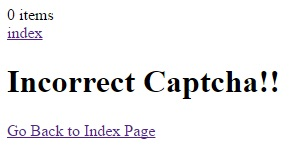 0 items
index
Incorrect Captcha!!
Go Back to Index Page